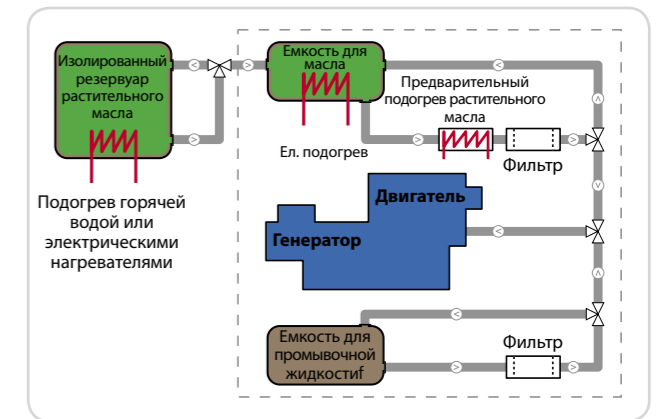 Изолированный
резервуар
растительного
масла
Подогрев горячей
водой или
электрическими
нагревателями
Емкость для
масла
Ел. подогрев
Предварительный
подогрев растительного
масла
Фильтр
Двигатель
Генератор
Емкость для
промывочной
жидкостиf
Фильтр